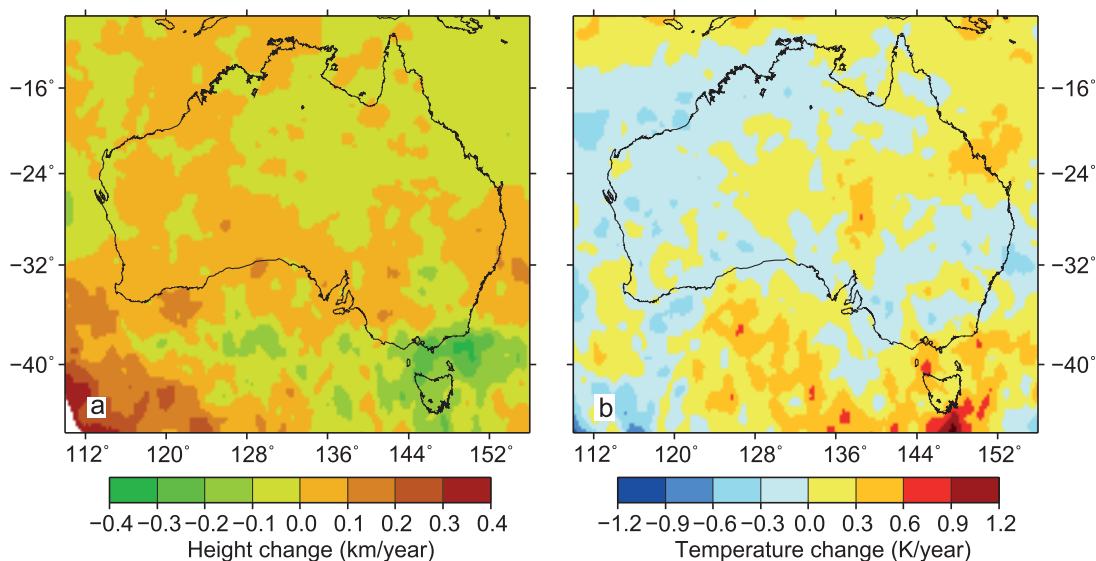 −16° −16°
−24° −24°
−32° −32°
−40° −40°
a b
112° 120° 128° 136° 144° 152° 112° 120° 128° 136° 144° 152°
−0.4 −0.3 −0.2 −0.1 0.0 0.1 0.2 0.3 0.4 −1.2 −0.9 −0.6 −0.3 0.0 0.3 0.6 0.9 1.2
Height change (km/year) Temperature change (K/year)